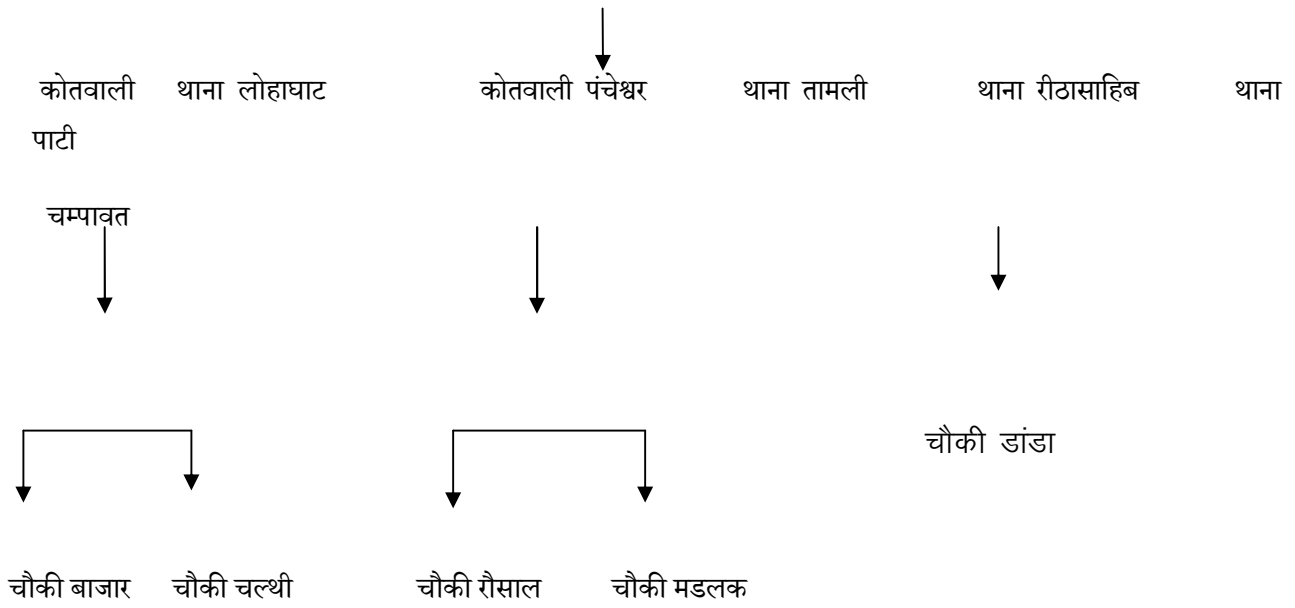 कोतवाली थाना लोहाघाट कोतवाली पंचेश्वर थाना तामली थाना रीठासाहिब थाना
पाटी
चम्पावत
चौकी डांडा
चौकी बाजार चौकी चल्थी चौकी रौसाल चौकी मडलक